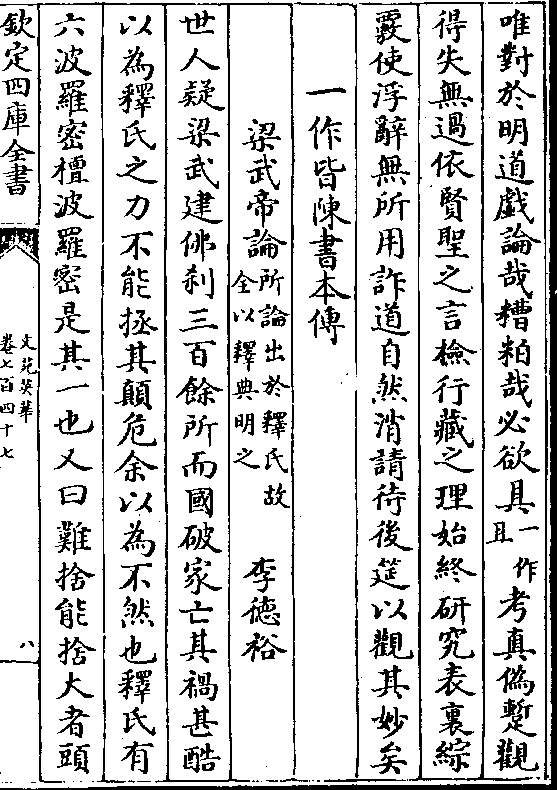 唯對於明道戲論哉糟粕哉必欲具一作且考真偽蹔觀
得失無過依賢聖之言檢行藏之理始終研究表裏綜
覈使浮辭無所用詐道自然消請待後筵以觀其妙矣
一作皆陳書本傳
梁武帝論所論出於釋氏故全以釋典明之 李德裕
世人疑梁武建佛刹三百餘所而國破家亡其禍甚酷
以為釋氏之力不能拯其顛危余以為不然也釋氏有
六波羅密檀波羅密是其一也又曰難捨能捨大者頭
欽定四庫全書
文苑英華
卷七百四十七
八